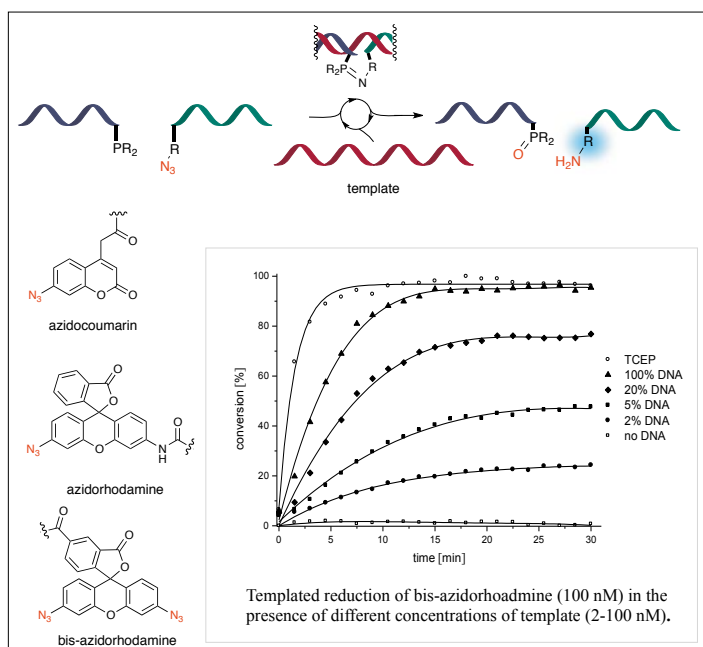 R₂P
R
N
PR₂
R
N₃
template
P
R₂
O
R
H₂N
O
N₃
O
O
azidocoumarin
O
O
N₃
O
N
H
O
azidorhodamine
O
O
O
N₃
O
N₃
bis-azidorhodamine
100
80
60
40
20
0
conversion [%]
0
5
10
15
20
25
30
time [min]
TCEP
100% DNA
20% DNA
5% DNA
2% DNA
no DNA
Templated reduction of bis-azidorhoadmine (100 nM) in the
presence of different concentrations of template (2-100 nM).